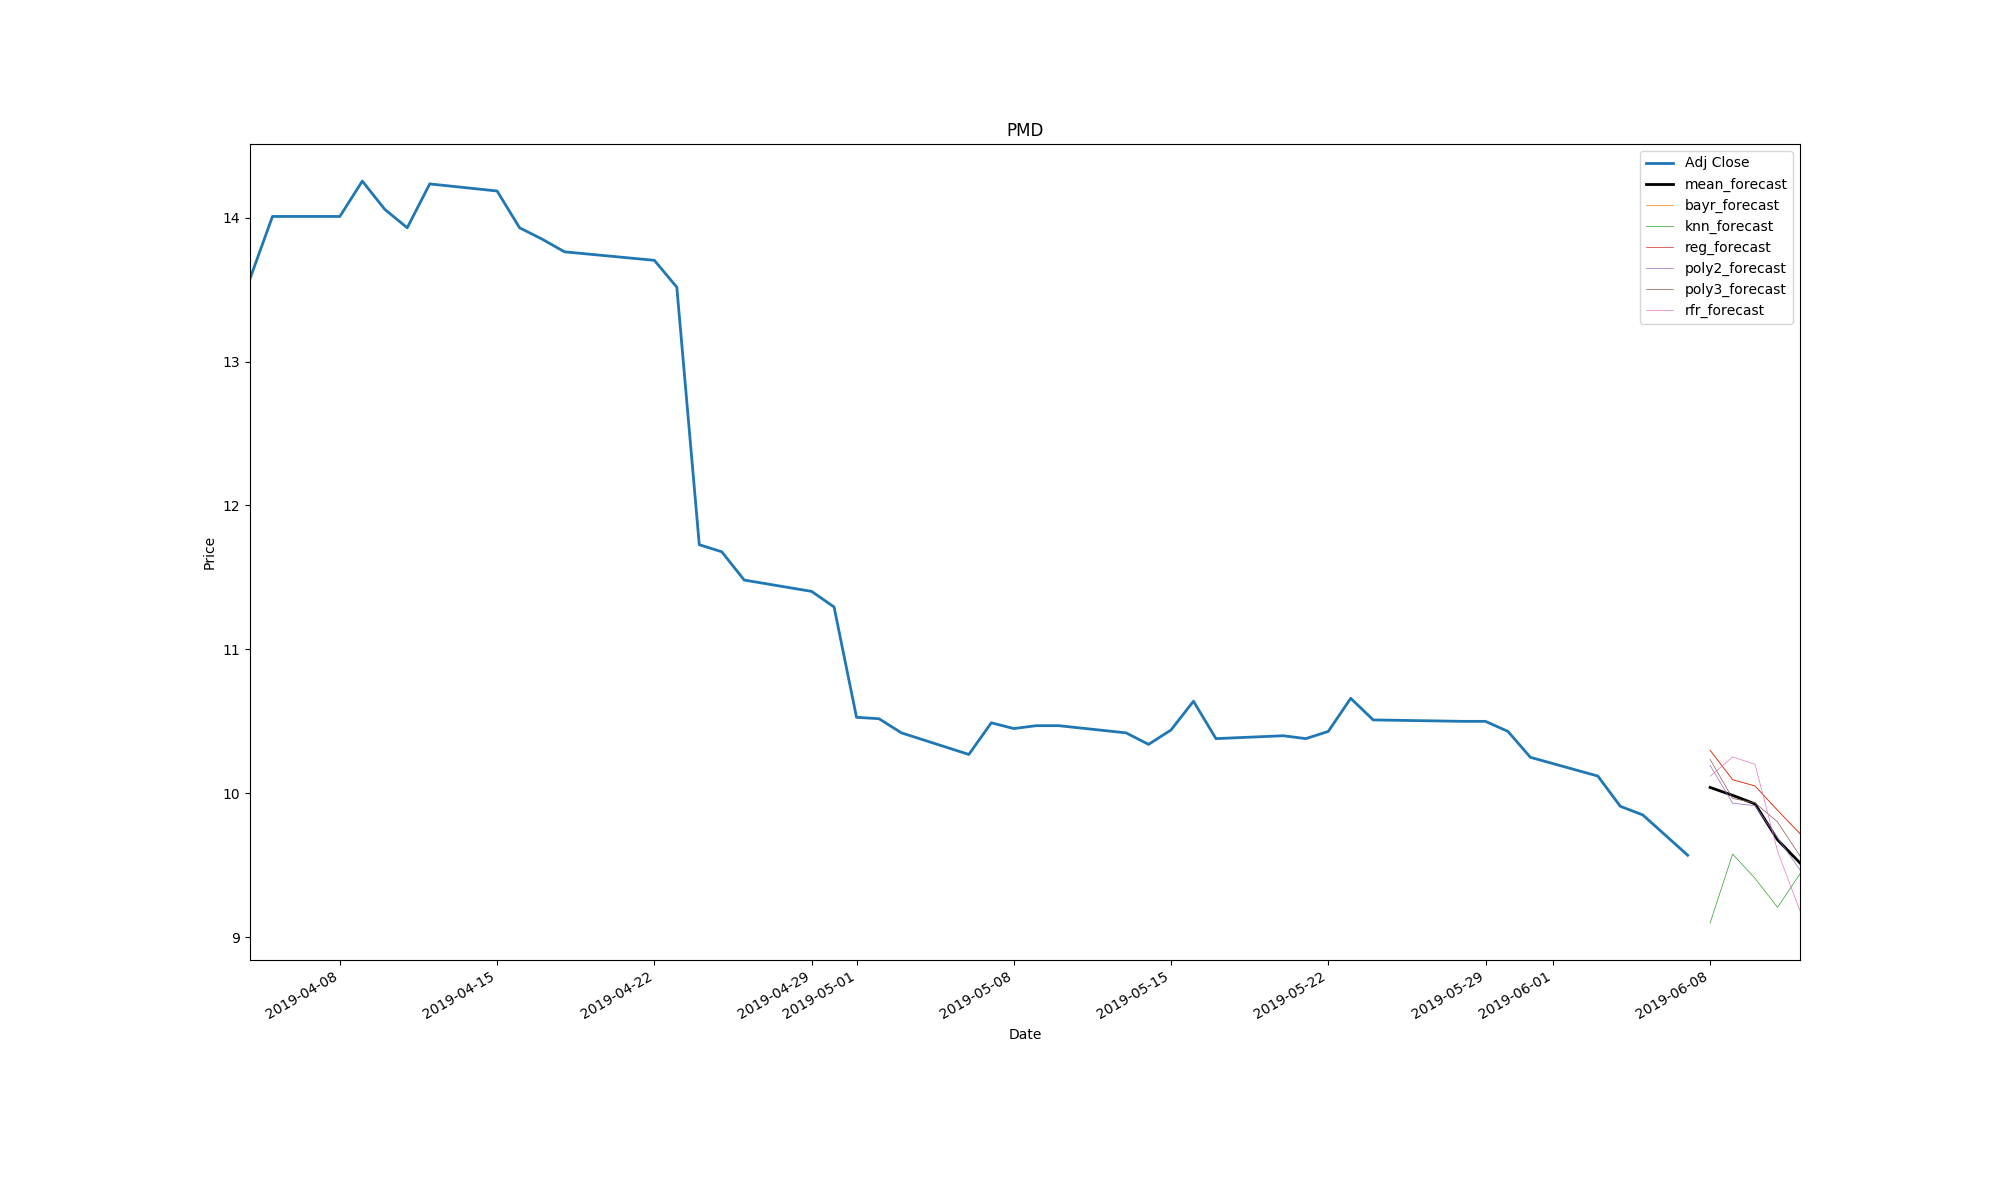 PMD
Adj Close
mean_forecast
bayr_forecast
knn_forecast
reg_forecast
poly2_forecast
poly3_forecast
rfr_forecast
14
13
12
11
10
9
Price
2019-04-08
2019-04-15
2019-04-22
2019-04-29
2019-05-01
2019-05-08
2019-05-15
2019-05-22
2019-05-29
2019-06-01
2019-06-08
Date